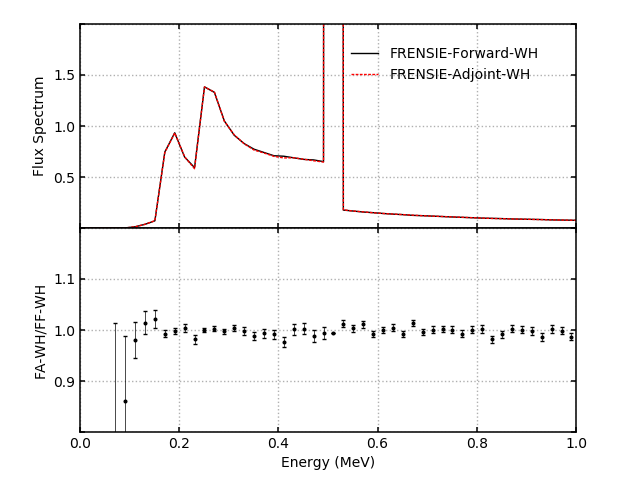 FRENSIE-Forward-WH
FRENSIE-Adjoint-WH
Flux Spectrum
1.5
1.0
0.5
FA-WH/FF-WH
1.1
1.0
0.9
0.0 0.2 0.4 0.6 0.8 1.0
Energy (MeV)